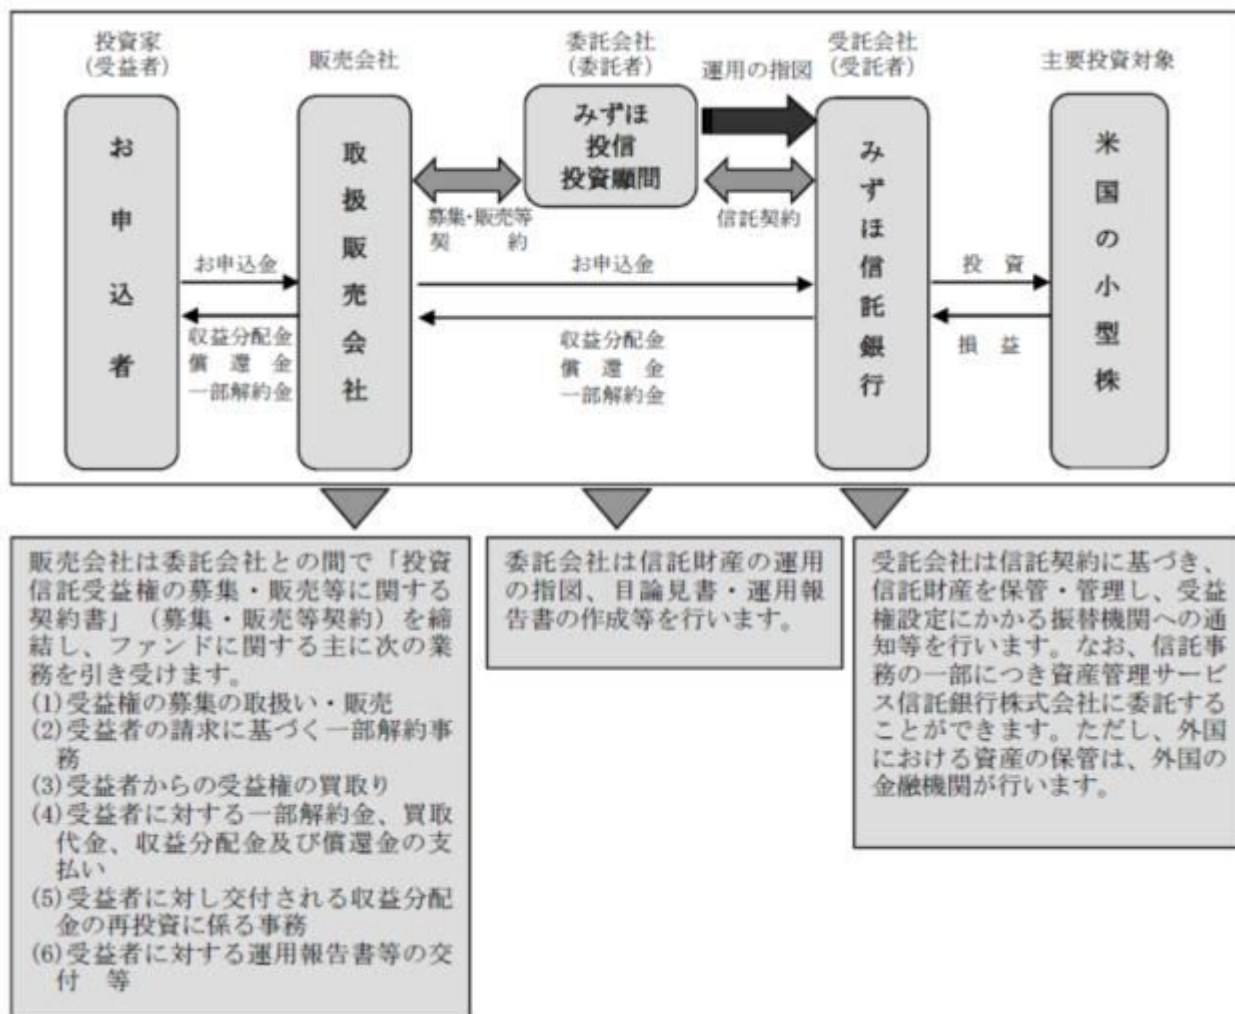 投資家
(受益者)
販売会社
委託会社
(委託者)
運用の指図
受託会社
(受託者)
主要投資対象
お申込者
取扱販売会社
みずほ
投信
投資顧問
みずほ信託銀行
米国の小型株
募集・販売等
契　　約
信託契約
お申込金
お申込金
投　資
収益分配金
償　還　金
一部解約金
収益分配金
償　還　金
一部解約金
損　益
販売会社は委託会社との間で「投資
信託受益権の募集・販売等に関する
契約書」（募集・販売等契約）を締
結し、ファンドに関する主に次の業
務を引き受けます。
(1)受益権の募集の取扱い・販売
(2)受益者の請求に基づく一部解約事
務
(3)受益者からの受益権の買取り
(4)受益者に対する一部解約金、買取
代金、収益分配金及び償還金の支
払い
(5)受益者に対し交付される収益分配
金の再投資に係る事務
(6)受益者に対する運用報告書等の交
付　等
委託会社は信託財産の運用
の指図、目論見書・運用報
告書の作成等を行います。
受託会社は信託契約に基づき、
信託財産を保管・管理し、受益
権設定にかかる振替機関への通
知等を行います。なお、信託事
務の一部につき資産管理サービ
ス信託銀行株式会社に委託する
ことができます。ただし、外国
における資産の保管は、外国の
金融機関が行います。